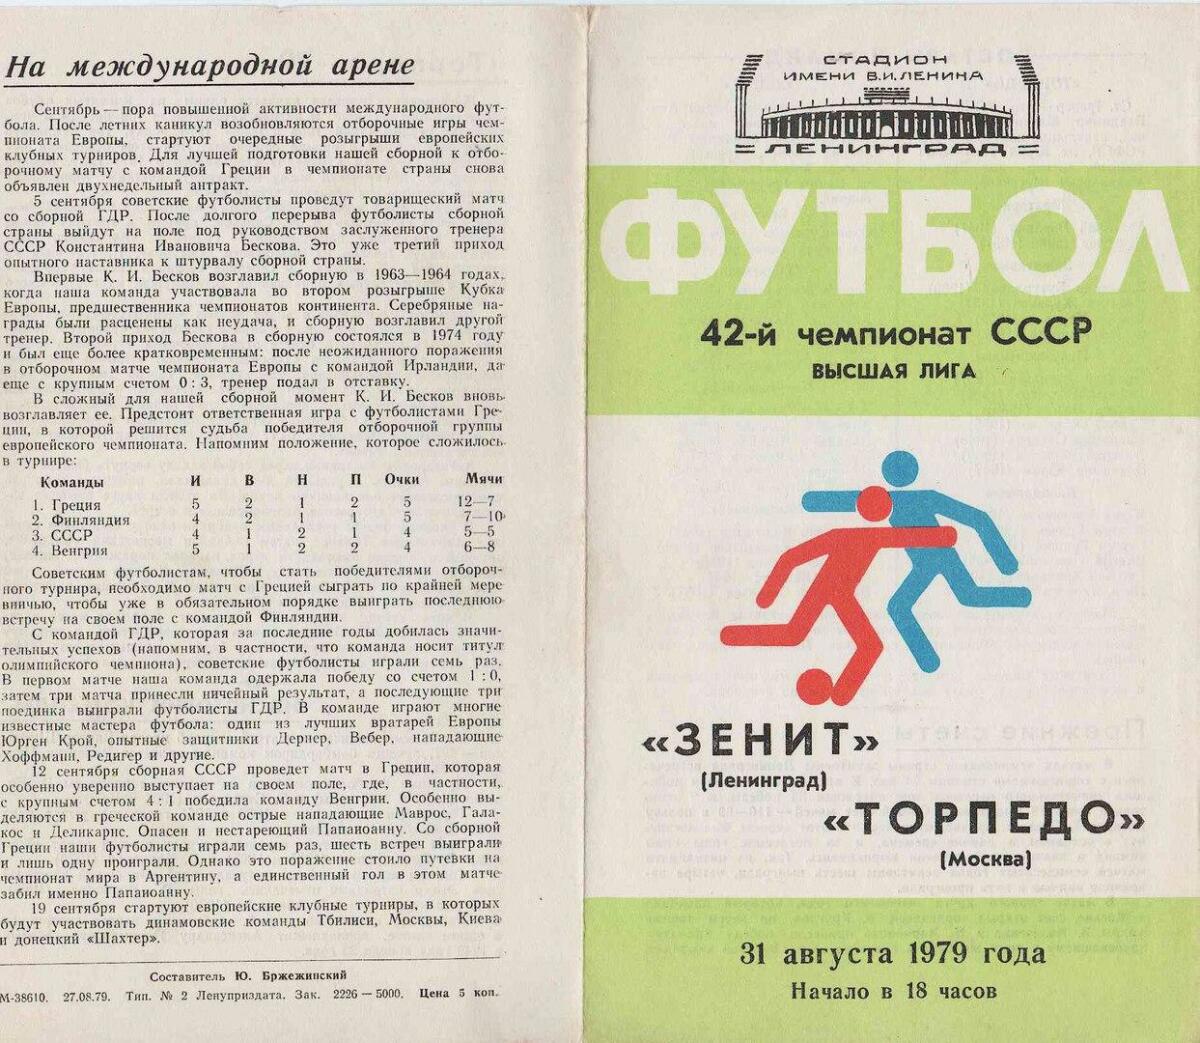 На международной арене
Сентябрь — пора повышенной активности международного фут-
бола. После летних каникул возобновляются отборочные игры чем-
пионата Европы, стартуют очередные розыгрыши европейских
клубных турниров. Для лучшей подготовки нашей сборной к отбо-
рочному матчу с командой Греции в чемпионате страны снова
объявлен двухнедельный антракт.
5 сентября советские футболисты проведут товарищеский матч
со сборной ГДР. После долгого перерыва футболисты сборной
страны выйдут на поле под руководством заслуженного тренера
СССР Константина Ивановича Бескова. Это уже третий приход
опытного наставника к штурвалу сборной страны.
Впервые К. И. Бесков возглавил сборную в 1963—1964 годах,
когда наша команда участвовала во втором розыгрыше Кубка
Европы, предшественника чемпионатов континента. Серебряные на-
грады были расценены как неудача, и сборную возглавил другой
тренер. Второй приход Бескова в сборную состоялся в 1974 году
и был еще более кратковременным: после неожиданного поражения
в отборочном матче чемпионата Европы с командой Ирландии, да
еще с крупным счетом 0 : 3, тренер подал в отставку.
В сложный для нашей сборной момент К. И. Бесков вновь
возглавляет ее. Предстоит ответственная игра с футболистами Гре-
ции, в которой решится судьба победителя отборочной группы
европейского чемпионата. Напомним положение, которое сложилось
в турнире:
Команды И В Н П Очки Мячи
1. Греция 5 2 1 2 5 12—7
2. Финляндия 4 2 1 1 5 7—10
3. СССР 4 1 2 1 4 5—5
4. Венгрия 5 1 2 2 4 6—8
Советским футболистам, чтобы стать победителями отбороч-
ного турнира, необходимо матч с Грецией сыграть по крайней мере
вничью, чтобы уже в обязательном порядке выиграть последнюю
встречу на своем поле с командой Финляндии.
С командой ГДР, которая за последние годы добилась значи-
тельных успехов (напомним, в частности, что команда носит титул
олимпийского чемпиона), советские футболисты играли семь раз.
В первом матче наша команда одержала победу со счетом 1 : 0,
затем три матча принесли ничейный результат, а последующие три
поединка выиграли футболисты ГДР. В команде играют многие
известные мастера футбола: один из лучших вратарей Европы
Юрген Крой, опытные защитники Дернер, Вебер, нападающие
Хоффманн, Редигер и другие.
12 сентября сборная СССР проведет матч в Греции, которая
особенно уверенно выступает на своем поле, где, в частности,
с крупным счетом 4 : 1 победила команду Венгрии. Особенно вы-
деляются в греческой команде острые нападающие Маврос, Гала-
кос и Деликарис. Опасен и нестареющий Папаиоанну. Со сборной
Греции наши футболисты играли семь раз, шесть встреч выиграли
и лишь одну проиграли. Однако это поражение стоило путевки на
чемпионат мира в Аргентину, а единственный гол в этом матче
забил именно Папаиоанну.
19 сентября стартуют европейские клубные турниры, в которых
будут участвовать динамовские команды Тбилиси, Москвы, Киева
и донецкий «Шахтер».
Составитель Ю. Бржежинский
М-38610. 27.08.79. Тип. № 2 Ленуприздата. Зак. 2226 — 5000. Цена 5 коп.
СТАДИОН
ИМЕНИ В.И.ЛЕНИНА
ЛЕНИНГРАД
ФУТБОЛ
42-й чемпионат СССР
ВЫСШАЯ ЛИГА
«ЗЕНИТ»
(Ленинград)
«ТОРПЕДО»
(Москва)
31 августа 1979 года
Начало в 18 часов